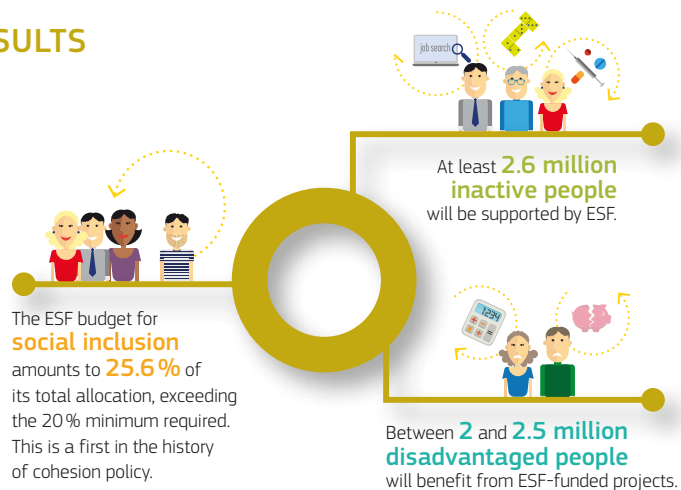 SULTS
job search
At least 2.6 million
inactive people
will be supported by ESF.
The ESF budget for
social inclusion
amounts to 25.6 % of
its total allocation, exceeding
the 20 % minimum required.
This is a first in the history
of cohesion policy.
1234
Between 2 and 2.5 million
disadvantaged people
will benefit from ESF-funded projects.